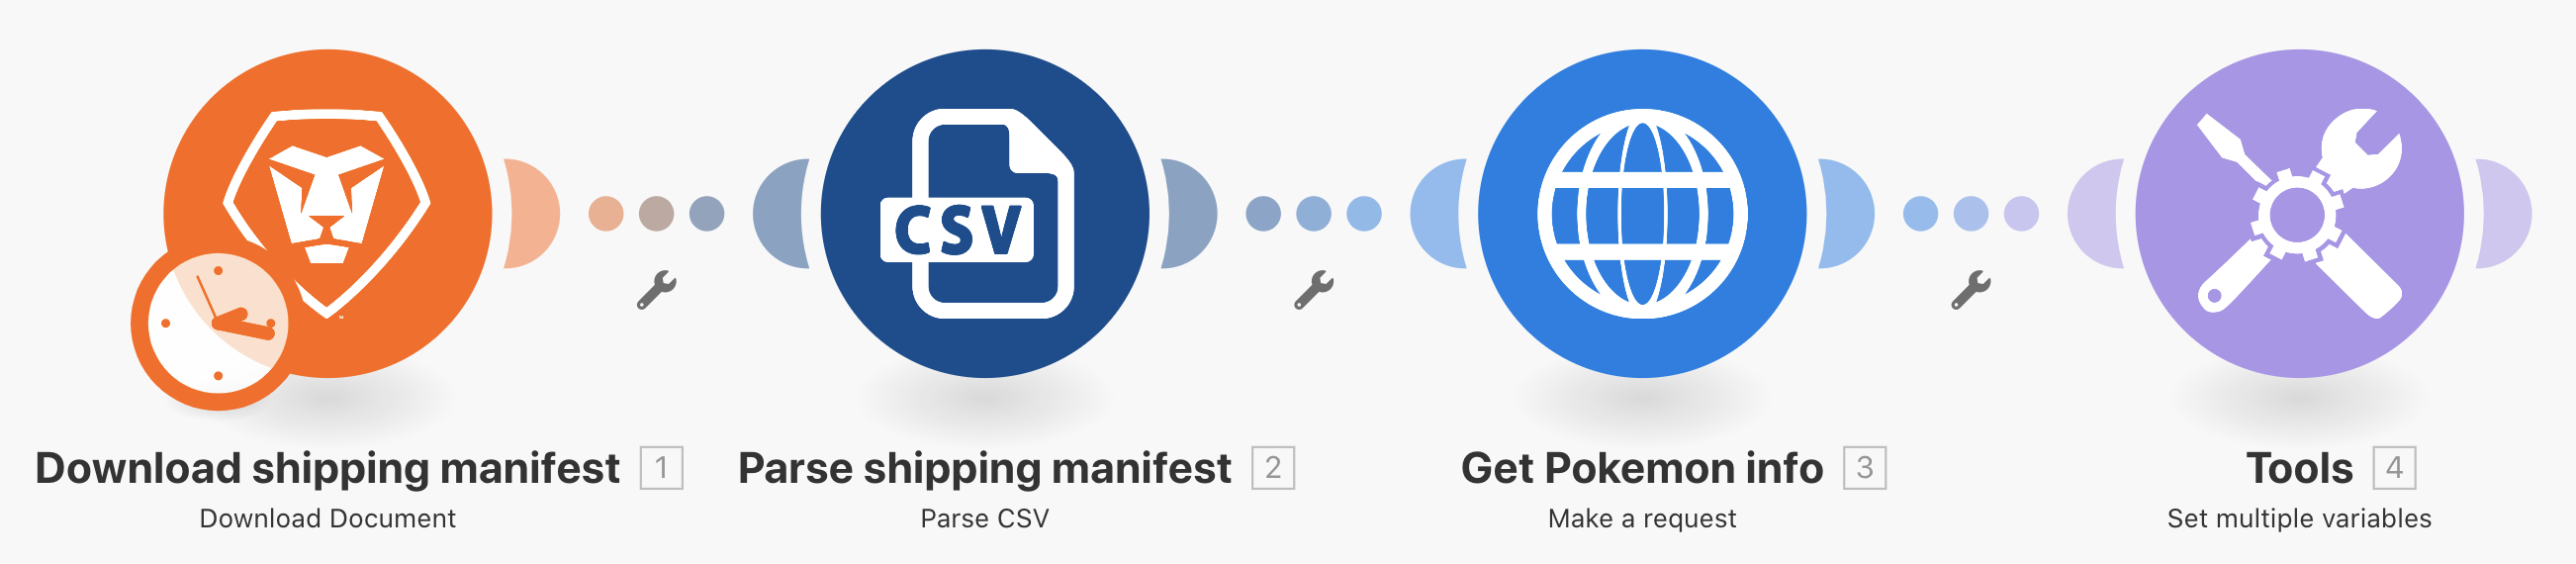 CSV
Download shipping manifest 1
Download Document
Parse shipping manifest 2
Parse CSV
Get Pokemon info 3
Make a request
Tools 4
Set multiple variables